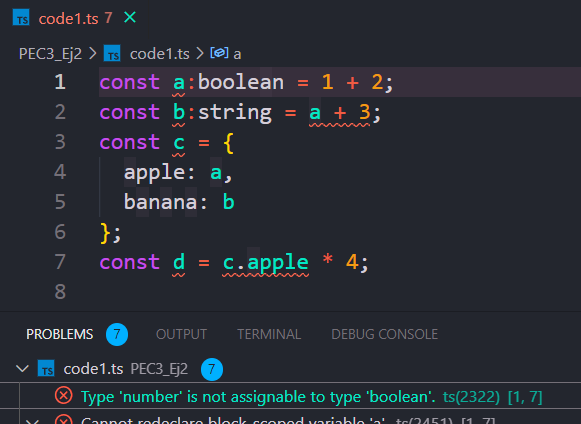 TS code1.ts 7 ×
PEC3_Ej2 > TS code1.ts > a
1 const a:boolean = 1 + 2;
2 const b:string = a + 3;
3 const c = {
4 apple: a,
5 banana: b
6 };
7 const d = c.apple * 4;
8
PROBLEMS 7 OUTPUT TERMINAL DEBUG CONSOLE
TS code1.ts PEC3_Ej2 7
Type 'number' is not assignable to type 'boolean'. ts(2322) [1, 7]
Cannot redeclare block-scoped variable 'a'. ts(2451) [1, 7]